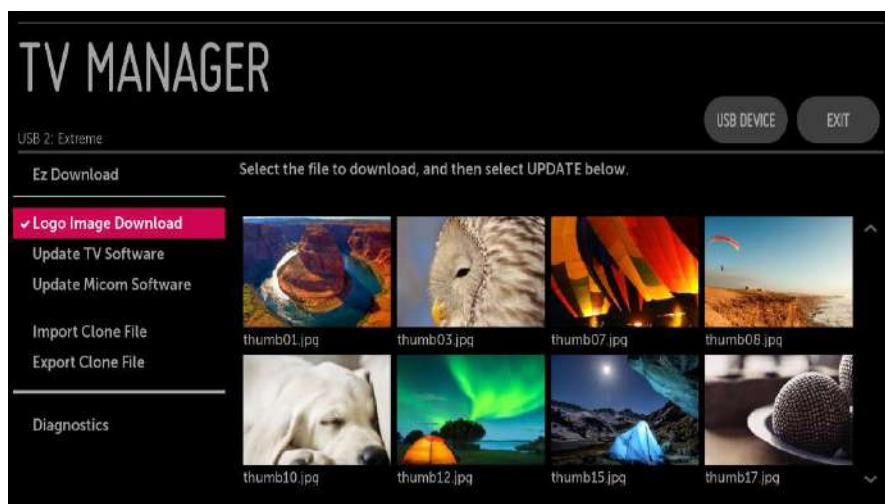 TV MANAGER
USB 2: Extreme
USB DEVICE
EXIT
Ez Download
Select the file to download, and then select UPDATE below.
✓Logo Image Download
Update TV Software
Update Micom Software
Import Clone File
Export Clone File
Diagnostics
thumb01.jpg
thumb03.jpg
thumb07.jpg
thumb08.jpg
thumb10.jpg
thumb12.jpg
thumb15.jpg
thumb17.jpg